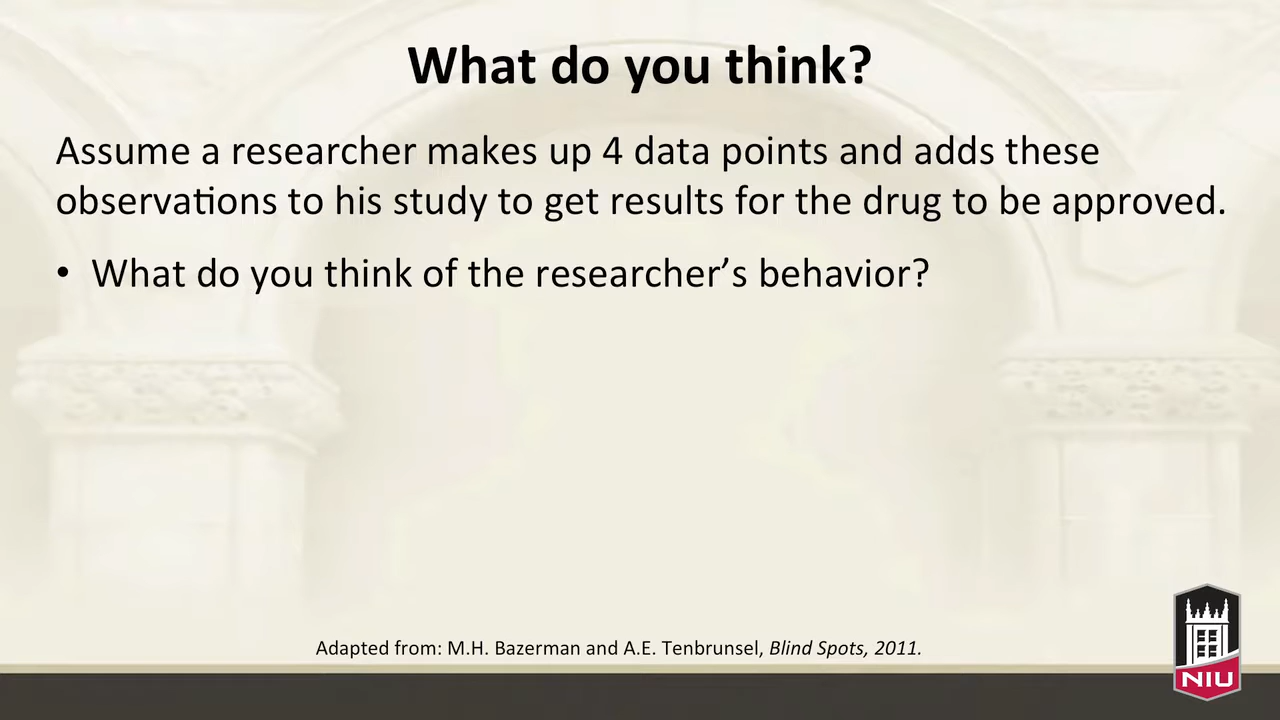 What do you think?
Assume a researcher makes up 4 data points and adds these
observations to his study to get results for the drug to be approved.
• What do you think of the researcher’s behavior?
Adapted from: M.H. Bazerman and A.E. Tenbrunsel, Blind Spots, 2011.
NIU